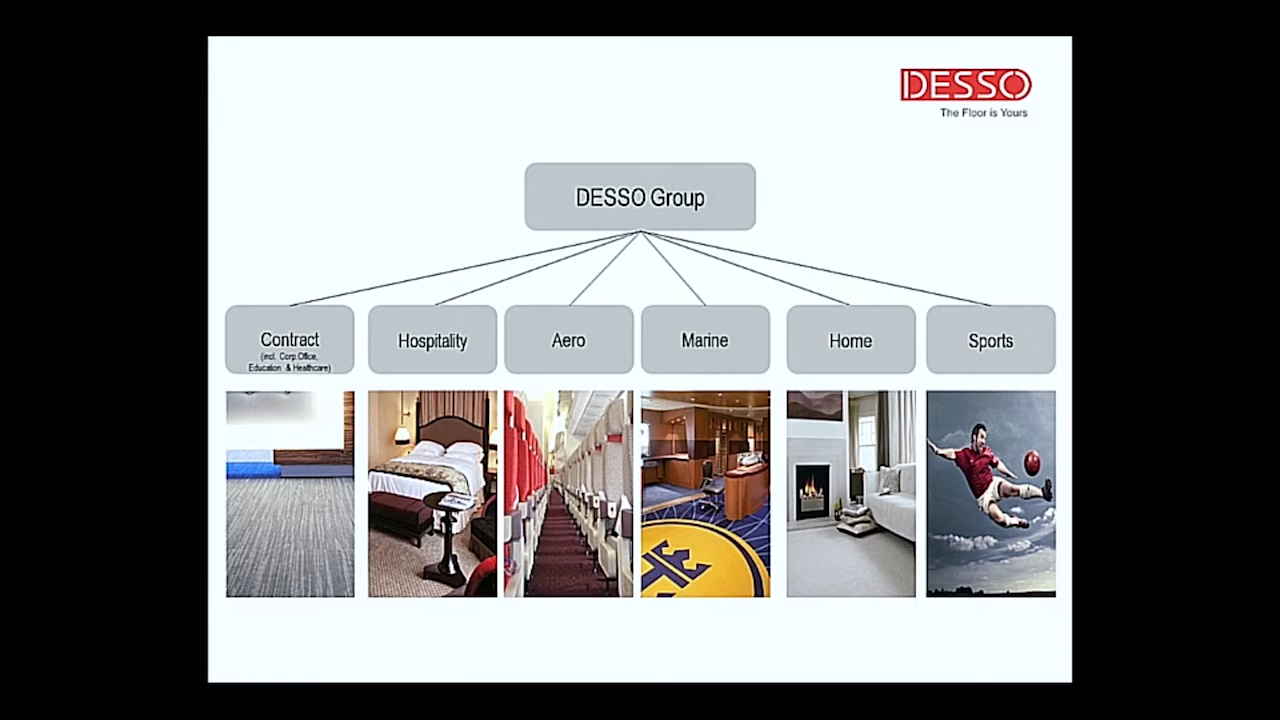 DESSO
The Floor is Yours
DESSO Group
Contract
(incl. Corp.Office,
Education & Healthcare)
Hospitality
Aero
Marine
Home
Sports